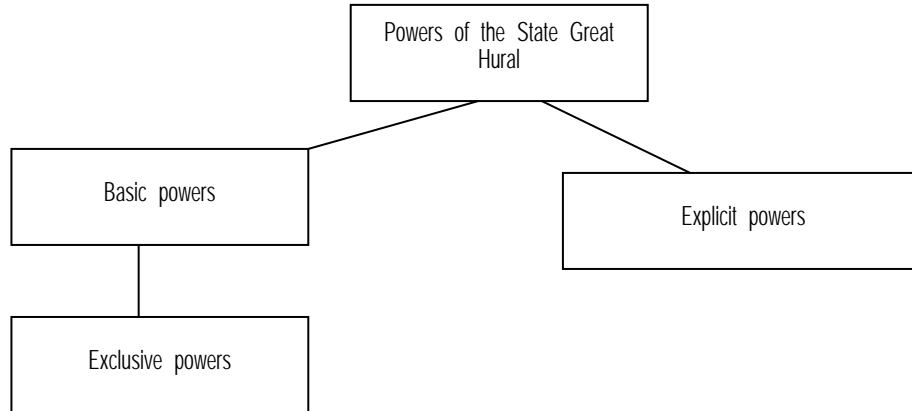 Powers of the State Great
Hural
Basic powers
Explicit powers
Exclusive powers